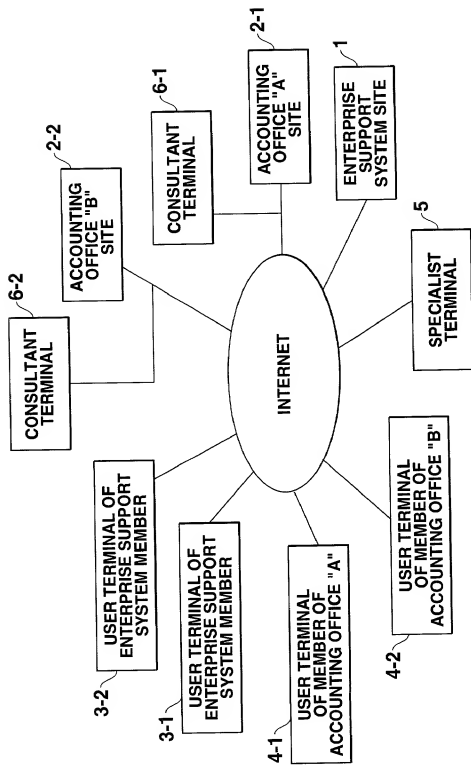 6-2
CONSULTANT
TERMINAL
2-2
ACCOUNTING
OFFICE "B"
SITE
6-1
CONSULTANT
TERMINAL
2-1
ACCOUNTING
OFFICE "A"
SITE
3-2
USER TERMINAL OF
ENTERPRISE SUPPORT
SYSTEM MEMBER
1
ENTERPRISE
SUPPORT
SYSTEM SITE
INTERNET
3-1
USER TERMINAL OF
ENTERPRISE SUPPORT
SYSTEM MEMBER
4-1
USER TERMINAL
OF MEMBER OF
ACCOUNTING OFFICE "A"
4-2
USER TERMINAL
OF MEMBER OF
ACCOUNTING OFFICE "B"
5
SPECIALIST
TERMINAL